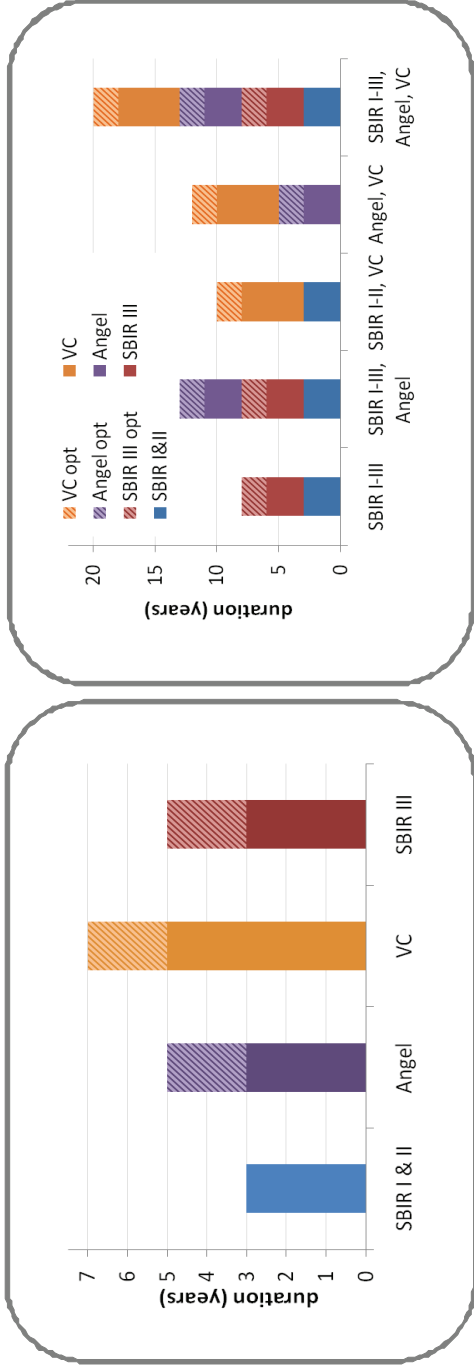 duration (years)
7
6
5
4
3
2
1
0
SBIR I & II
Angel
VC
SBIR III
duration (years)
20
15
10
5
0
VC opt
VC
Angel opt
Angel
SBIR III opt
SBIR III
SBIR I&II
SBIR I-III
SBIR I-III,
Angel
SBIR I-II, VC
Angel, VC
SBIR I-III,
Angel, VC